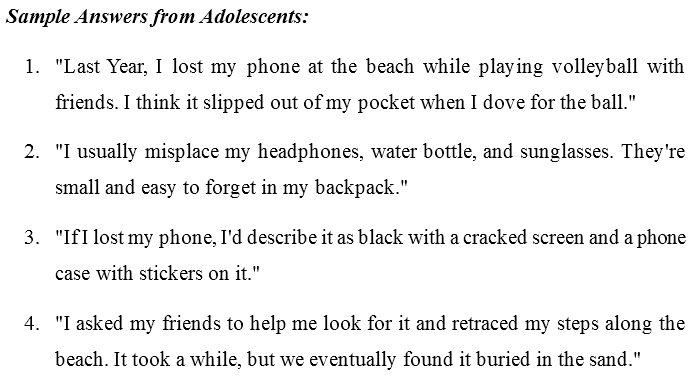 Sample Answers from Adolescents:
1. "Last Year, I lost my phone at the beach while playing volleyball with
friends. I think it slipped out of my pocket when I dove for the ball."
2. "I usually misplace my headphones, water bottle, and sunglasses. They're
small and easy to forget in my backpack."
3. "If I lost my phone, I'd describe it as black with a cracked screen and a phone
case with stickers on it."
4. "I asked my friends to help me look for it and retraced my steps along the
beach. It took a while, but we eventually found it buried in the sand."